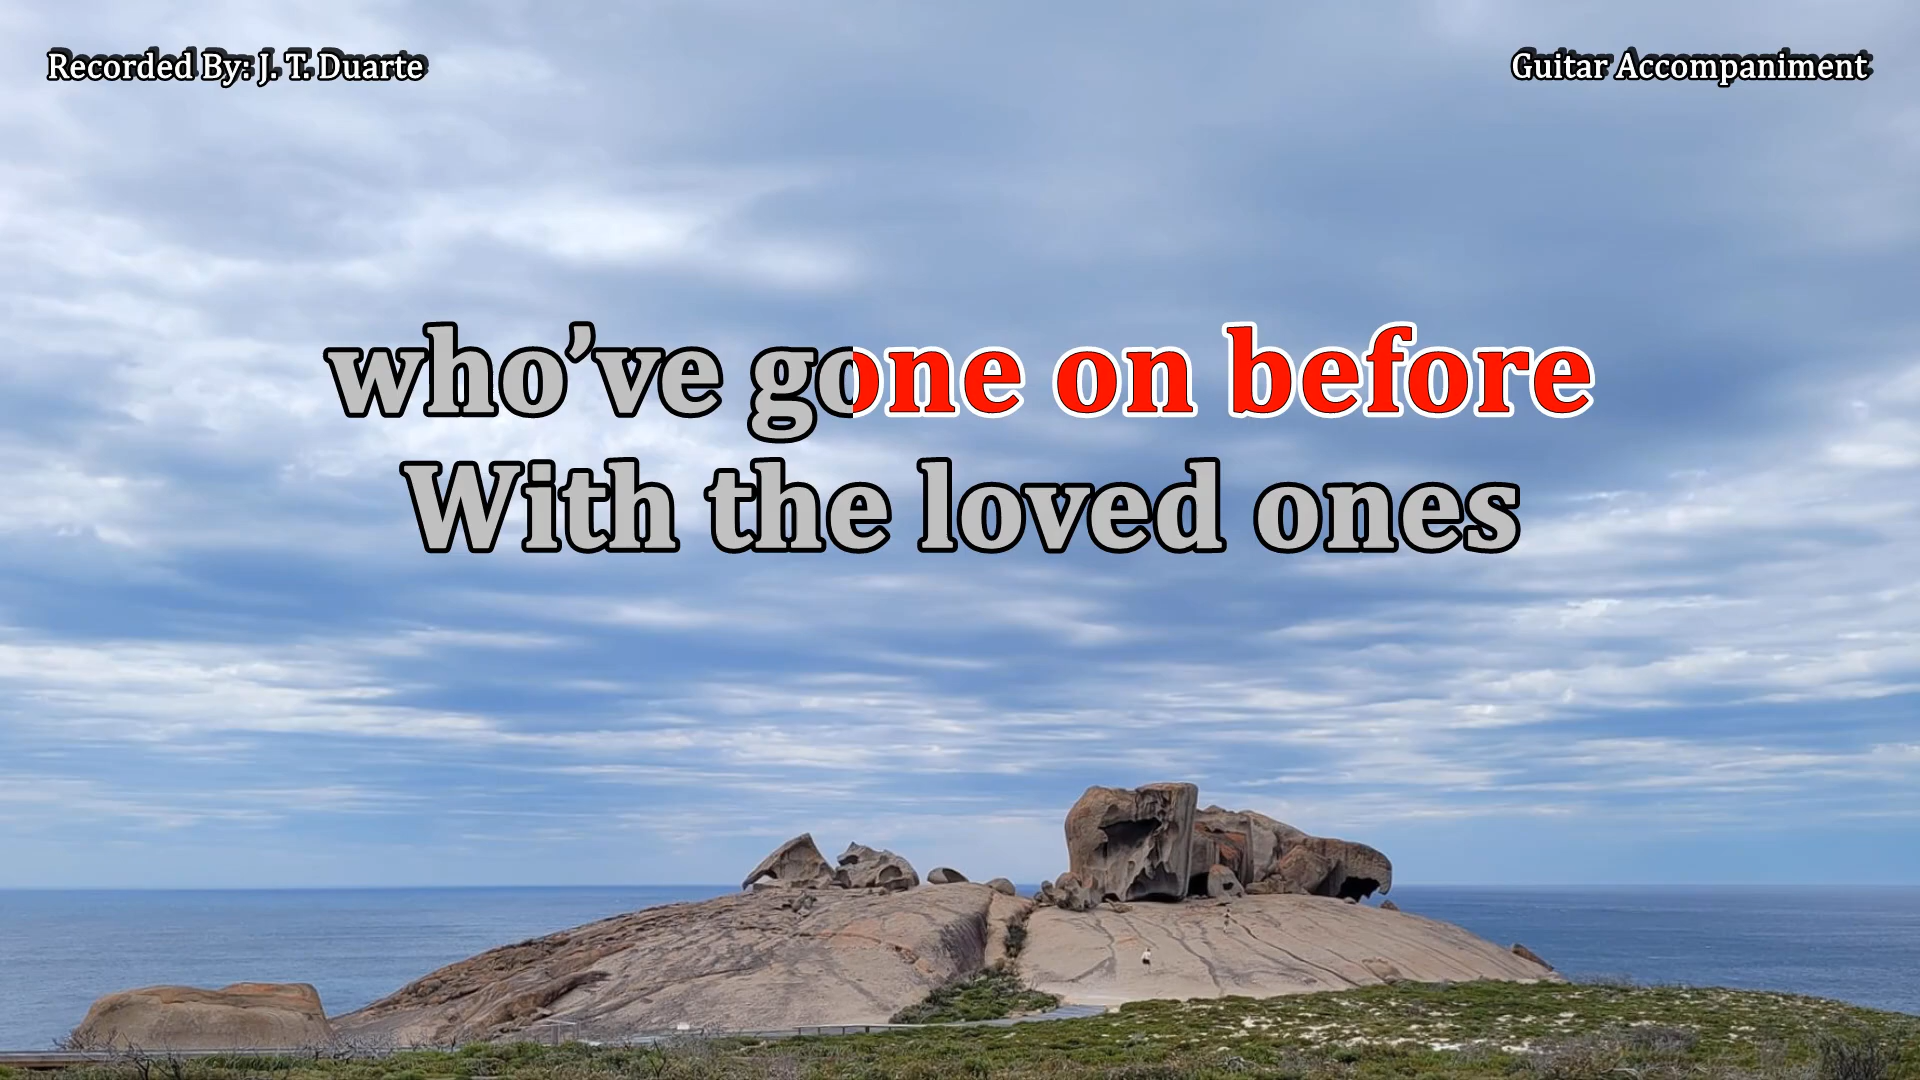 Recorded By: J. T. Duarte
Guitar Accompaniment
who’ve gone on before
With the loved ones